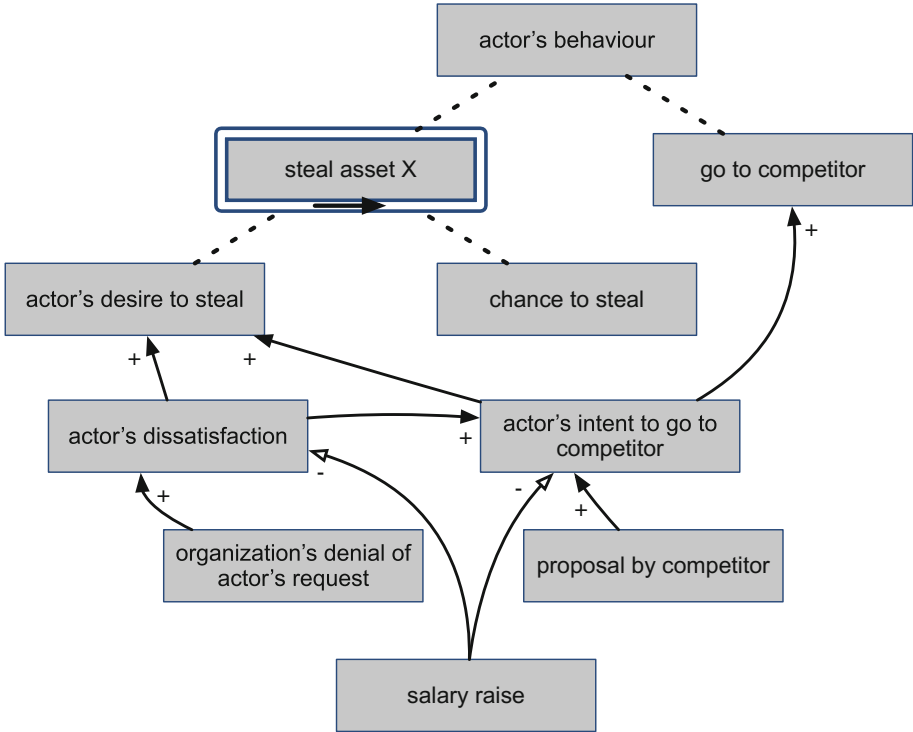 actor’s behaviour
steal asset X
go to competitor
+
actor’s desire to steal
chance to steal
+
+
actor’s dissatisfaction
actor’s intent to go to
competitor
+
-
-
+
+
organization’s denial of
actor’s request
proposal by competitor
salary raise